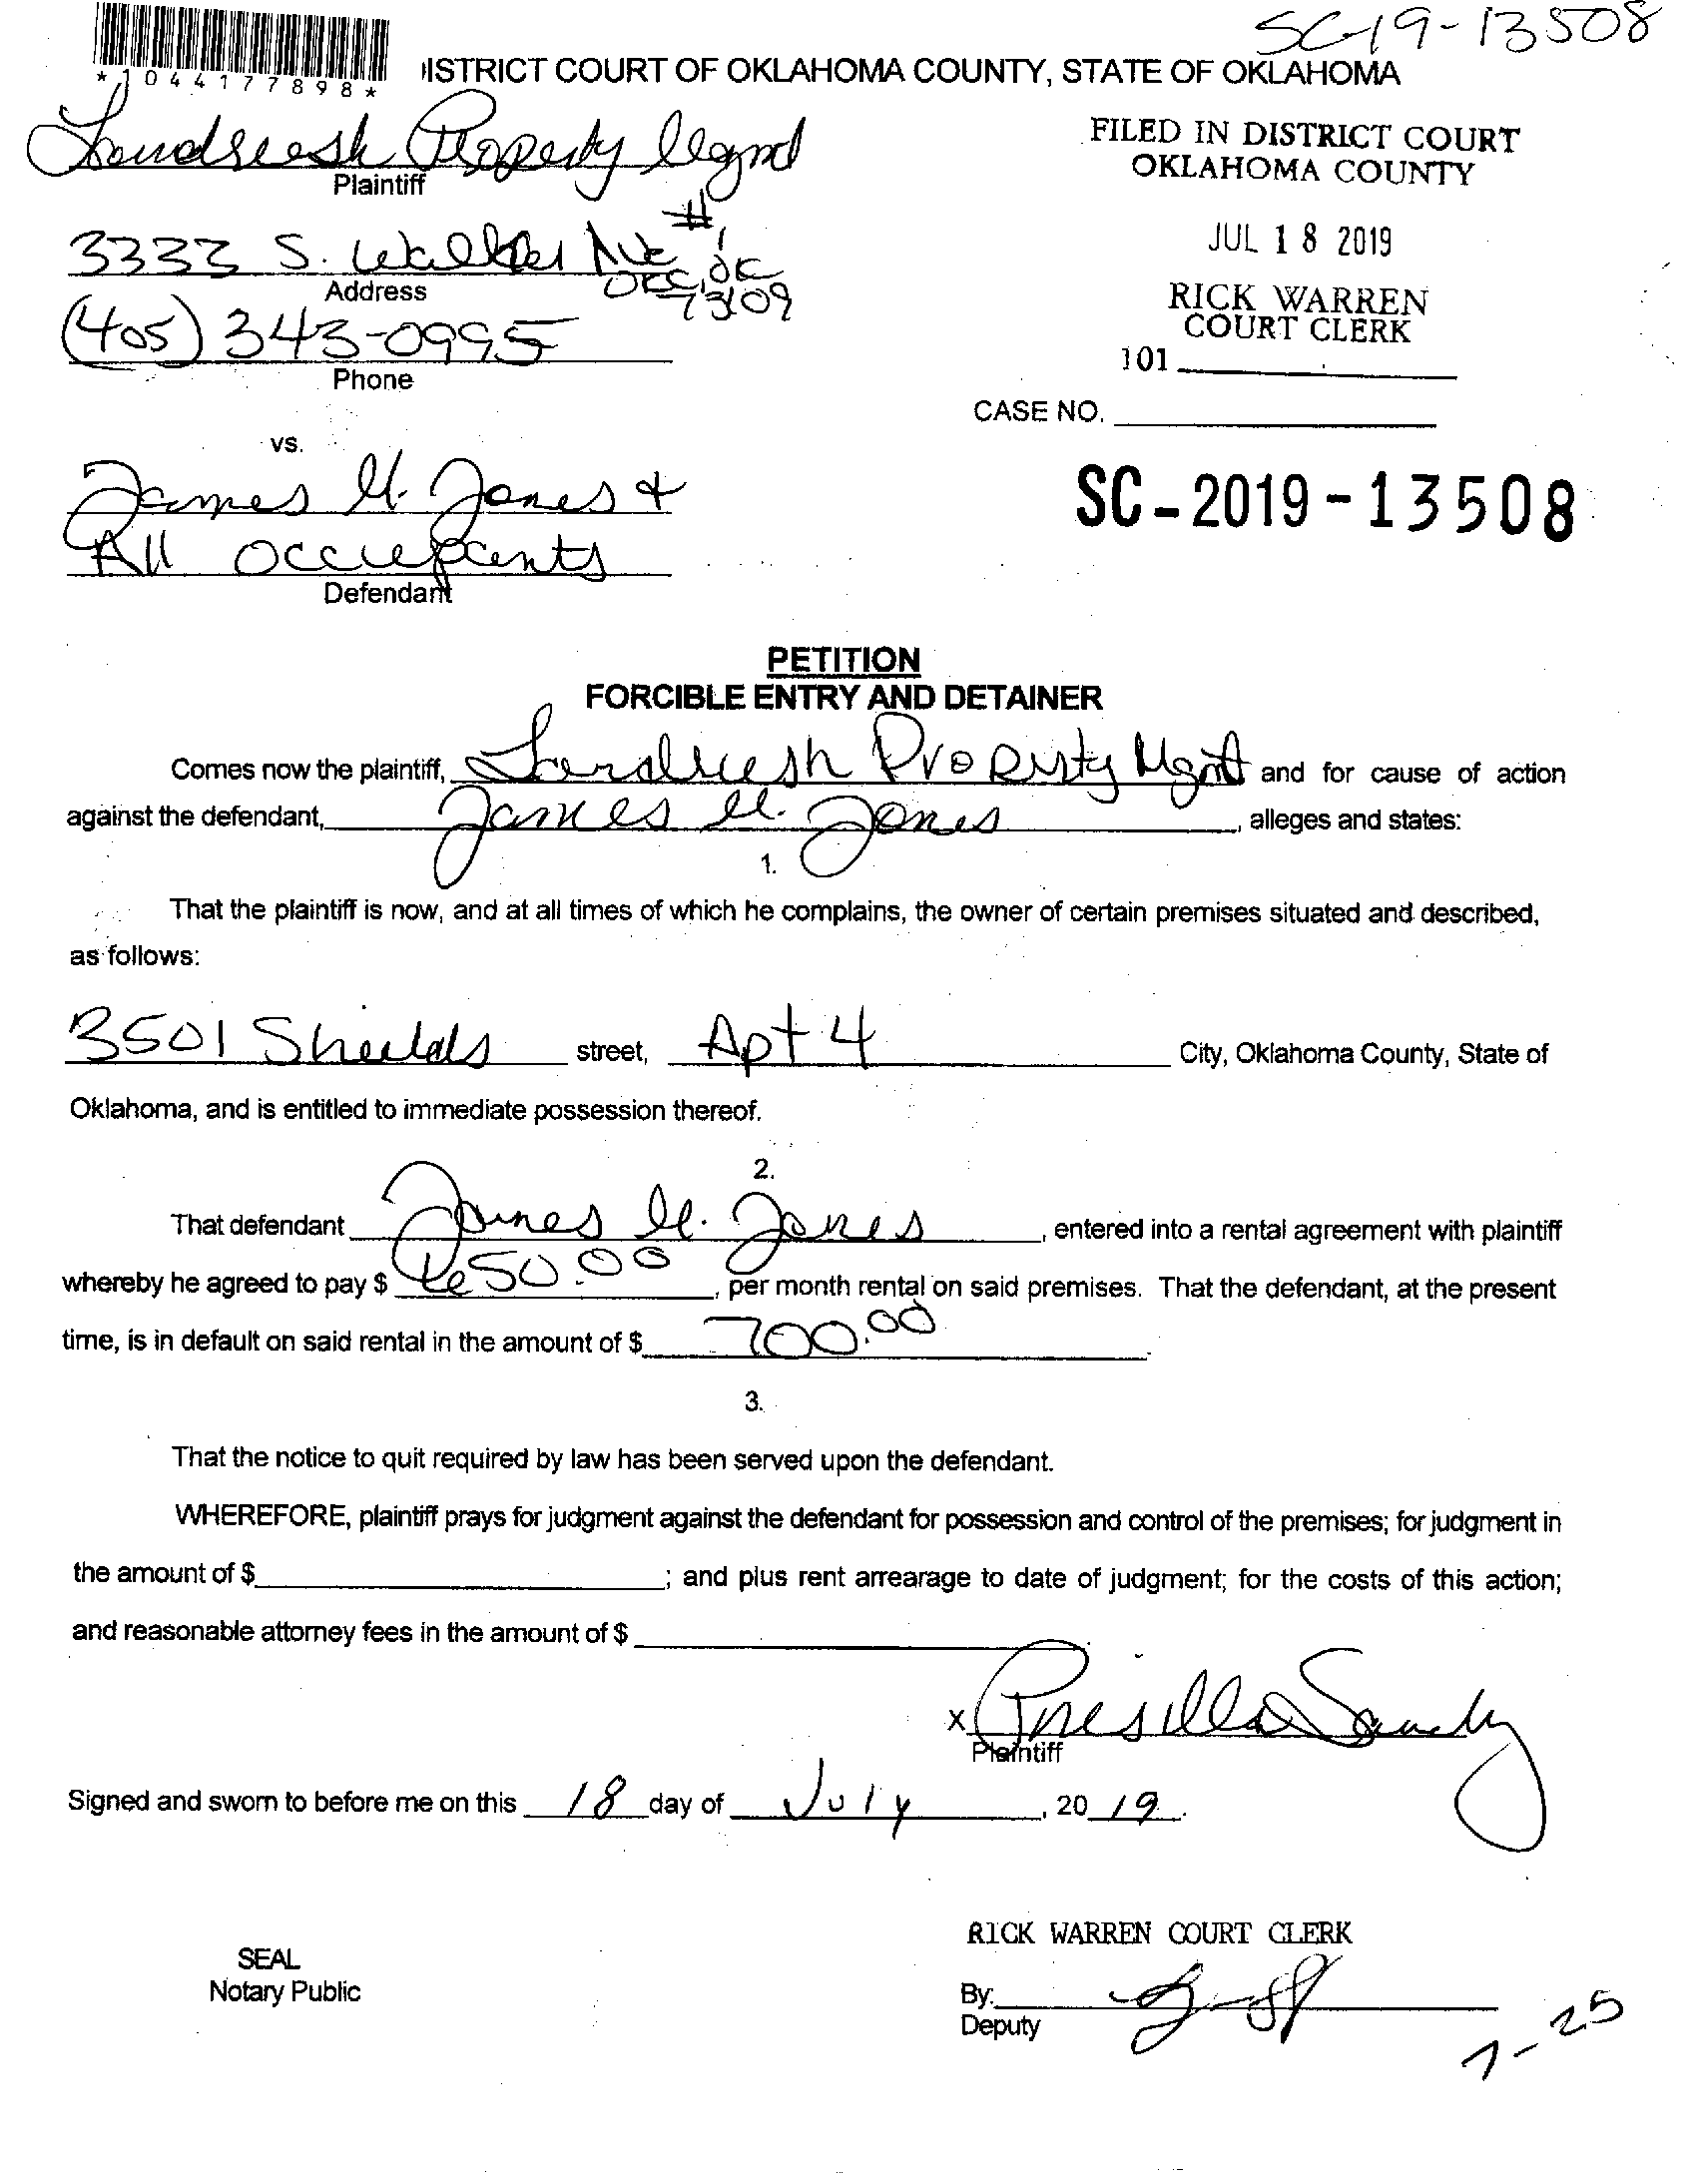 SC-19-13508
*1044177898*
ISTRICT COURT OF OKLAHOMA COUNTY, STATE OF OKLAHOMA
Property Mgmt
Plaintiff
FILED IN DISTRICT COURT
OKLAHOMA COUNTY
JUL 18 2019
RICK WARREN
COURT CLERK
101
3333 S. Walker Ave #1
OKC, OK
73109
Address
(405) 343-0995
Phone
CASE NO.
vs.
James M. Jones &
All Occupants
Defendant
SC-2019-13508
PETITION
FORCIBLE ENTRY AND DETAINER
Comes now the plaintiff, Property Mgmt and for cause of action
against the defendant, James M. Jones, alleges and states:
1.
That the plaintiff is now, and at all times of which he complains, the owner of certain premises situated and described,
as follows:
3501 Shields street, Apt 4 City, Oklahoma County, State of
Oklahoma, and is entitled to immediate possession thereof.
2.
That defendant James M. Jones, entered into a rental agreement with plaintiff
whereby he agreed to pay $ 650.00, per month rental on said premises. That the defendant, at the present
time, is in default on said rental in the amount of $ 700.00.
3.
That the notice to quit required by law has been served upon the defendant.
WHEREFORE, plaintiff prays for judgment against the defendant for possession and control of the premises; for judgment in
the amount of $; and plus rent arrearage to date of judgment; for the costs of this action;
and reasonable attorney fees in the amount of $
x Prisilla
Plaintiff
Signed and sworn to before me on this 18 day of July, 2019.
RICK WARREN COURT CLERK
SEAL
Notary Public
By:
Deputy
7-25